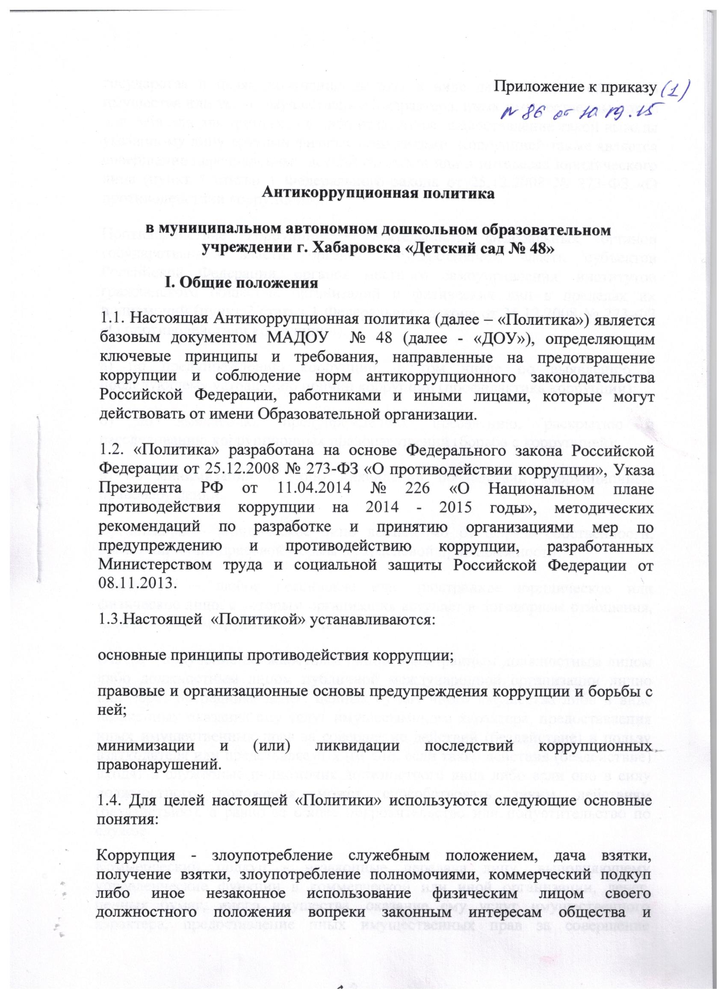 Приложение к приказу (1)
№ 86 от 10.09.15
Антикоррупционная политика
в муниципальном автономном дошкольном образовательном
учреждении г. Хабаровска «Детский сад № 48»
I. Общие положения
1.1. Настоящая Антикоррупционная политика (далее – «Политика») является
базовым документом МАДОУ № 48 (далее - «ДОУ»), определяющим
ключевые принципы и требования, направленные на предотвращение
коррупции и соблюдение норм антикоррупционного законодательства
Российской Федерации, работниками и иными лицами, которые могут
действовать от имени Образовательной организации.
1.2. «Политика» разработана на основе Федерального закона Российской
Федерации от 25.12.2008 № 273-ФЗ «О противодействии коррупции», Указа
Президента РФ от 11.04.2014 № 226 «О Национальном плане
противодействия коррупции на 2014 - 2015 годы», методических
рекомендаций по разработке и принятию организациями мер по
предупреждению и противодействию коррупции, разработанных
Министерством труда и социальной защиты Российской Федерации от
08.11.2013.
1.3.Настоящей «Политикой» устанавливаются:
основные принципы противодействия коррупции;
правовые и организационные основы предупреждения коррупции и борьбы с
ней;
минимизации и (или) ликвидации последствий коррупционных
правонарушений.
1.4. Для целей настоящей «Политики» используются следующие основные
понятия:
Коррупция - злоупотребление служебным положением, дача взятки,
получение взятки, злоупотребление полномочиями, коммерческий подкуп
либо иное незаконное использование физическим лицом своего
должностного положения вопреки законным интересам общества и